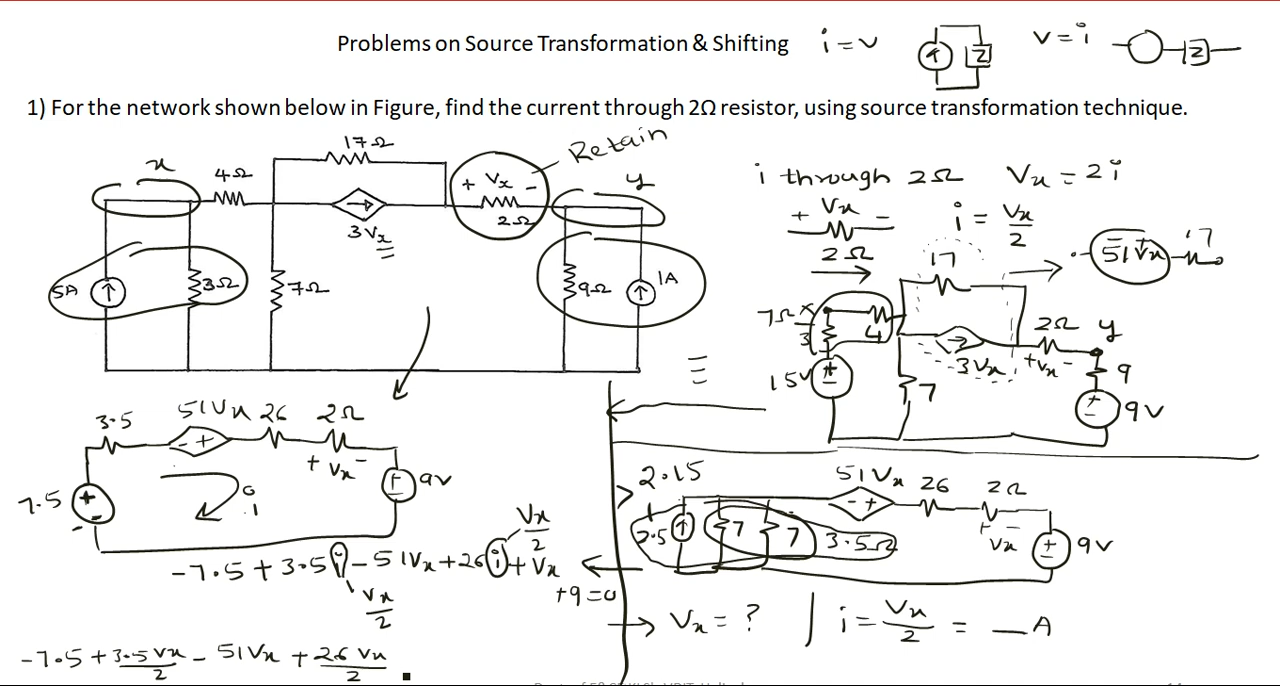 Problems on Source Transformation & Shifting i = v 2 v = i 2
1) For the network shown below in Figure, find the current through 2Ω resistor, using source transformation technique.
x 4Ω 17Ω + Vx - 2Ω Retain y
3Vx
5A 3Ω 7Ω 9Ω 1A
i through 2Ω Vx = 2i
+ Vx - i = Vx/2
2Ω
- 51Vx + 17
17
7Ω x 3 4 2Ω y
15V + - 3Vx + Vx - 9
7 + - 9V
≡
3.5 51Vx 26 2Ω
- + + Vx -
7.5 + - i + - 9V
-7.5 + 3.5i - 51Vx + 26i + Vx
+9=0
Vx/2 Vx/2
-7.5 + 3.5Vx/2 - 51Vx + 26Vx/2
2.15 51Vx 26 2Ω
- + + Vx -
2.5 7 7 3.5Ω + - 9V
→ Vx = ? | i = Vx/2 = — A